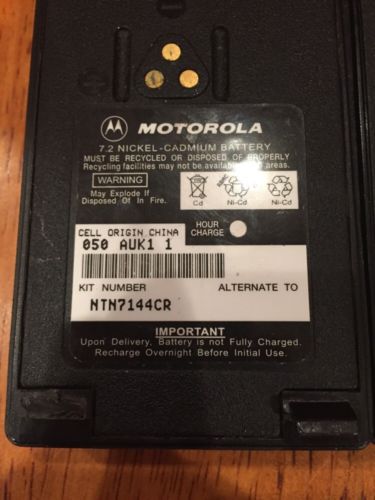 MOTOROLA
7.2 NICKEL-CADMIUM BATTERY
MUST BE RECYCLED OR DISPOSED OF PROPERLY
Recycling facilities may not be available in all areas.
WARNING
May Explode If
Disposed Of In Fire.
Cd Ni-Cd Ni-Cd
CELL ORIGIN CHINA
050 AUK1 1
HOUR
CHARGE
KIT NUMBER ALTERNATE TO
NTN7144CR
IMPORTANT
Upon Delivery, Battery is not Fully Charged.
Recharge Overnight Before Initial Use.